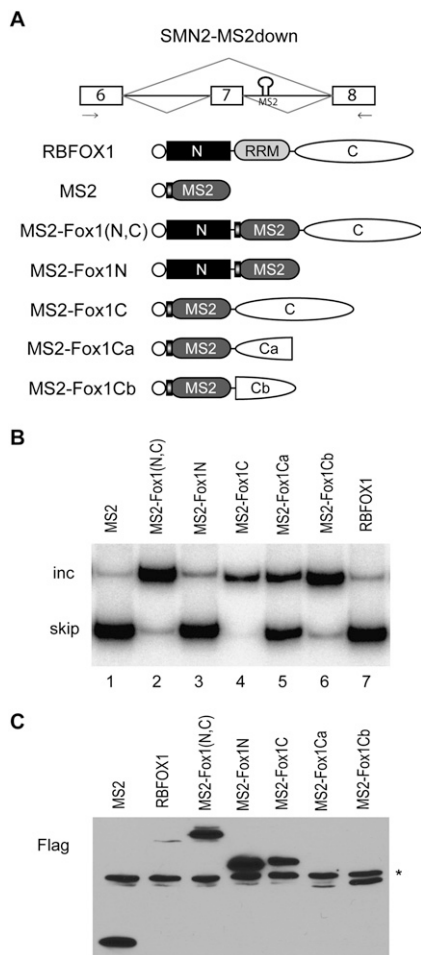 A
SMN2-MS2down
6 7 8
MS2
RBFOX1 N RRM C
MS2 MS2
MS2-Fox1(N,C) N MS2 C
MS2-Fox1N N MS2
MS2-Fox1C MS2 C
MS2-Fox1Ca MS2 Ca
MS2-Fox1Cb MS2 Cb
B
MS2 MS2-Fox1(N,C) MS2-Fox1N MS2-Fox1C MS2-Fox1Ca MS2-Fox1Cb RBFOX1
inc
skip
1 2 3 4 5 6 7
C
MS2 RBFOX1 MS2-Fox1(N,C) MS2-Fox1N MS2-Fox1C MS2-Fox1Ca MS2-Fox1Cb
Flag
*